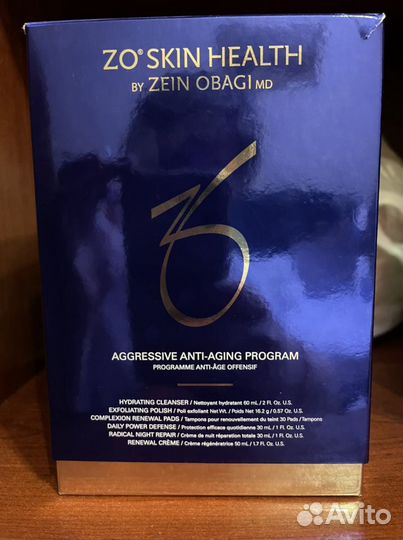 ZO® SKIN HEALTH
BY ZEIN OBAGI MD
AGGRESSIVE ANTI-AGING PROGRAM
PROGRAMME ANTI-ÂGE OFFENSIF
HYDRATING CLEANSER / Nettoyant hydratant 60 mL / 2 Fl. Oz. U.S.
EXFOLIATING POLISH / Poli exfoliant Net Wt. / Poids Net 16.2 g / 0.57 Oz. U.S.
COMPLEXION RENEWAL PADS / Tampons pour renouvellement du teint 30 Pads / Tampons
DAILY POWER DEFENSE / Protection efficace quotidienne 30 mL / 1 Fl. Oz. U.S.
RADICAL NIGHT REPAIR / Crème de nuit réparation totale 30 mL / 1 Fl. Oz. U.S.
RENEWAL CRÈME / Crème régénératrice 50 mL / 1.7 Fl. Oz. U.S.
Avito